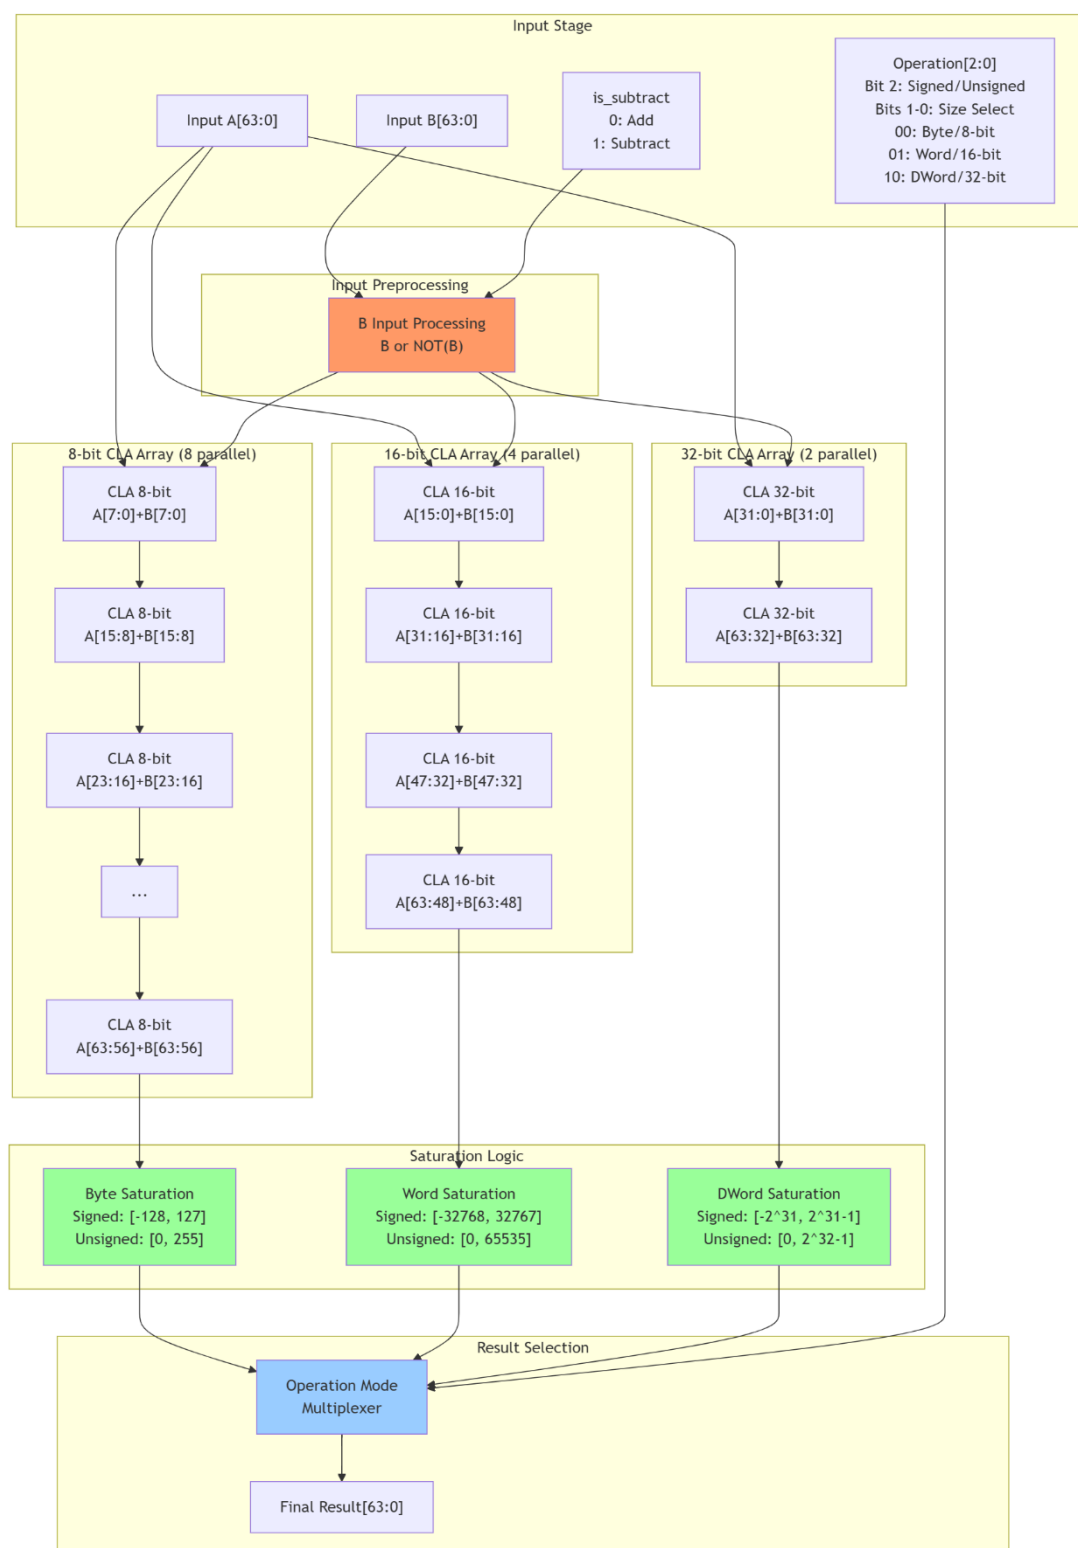 Input Stage
Input A[63:0]
Input B[63:0]
is_subtract
0: Add
1: Subtract
Operation[2:0]
Bit 2: Signed/Unsigned
Bits 1-0: Size Select
00: Byte/8-bit
01: Word/16-bit
10: DWord/32-bit
Input Preprocessing
B Input Processing
B or NOT(B)
8-bit CLA Array (8 parallel)
CLA 8-bit
A[7:0]+B[7:0]
CLA 8-bit
A[15:8]+B[15:8]
CLA 8-bit
A[23:16]+B[23:16]
...
CLA 8-bit
A[63:56]+B[63:56]
16-bit CLA Array (4 parallel)
CLA 16-bit
A[15:0]+B[15:0]
CLA 16-bit
A[31:16]+B[31:16]
CLA 16-bit
A[47:32]+B[47:32]
CLA 16-bit
A[63:48]+B[63:48]
32-bit CLA Array (2 parallel)
CLA 32-bit
A[31:0]+B[31:0]
CLA 32-bit
A[63:32]+B[63:32]
Saturation Logic
Byte Saturation
Signed: [-128, 127]
Unsigned: [0, 255]
Word Saturation
Signed: [-32768, 32767]
Unsigned: [0, 65535]
DWord Saturation
Signed: [-2^31, 2^31-1]
Unsigned: [0, 2^32-1]
Result Selection
Operation Mode
Multiplexer
Final Result[63:0]